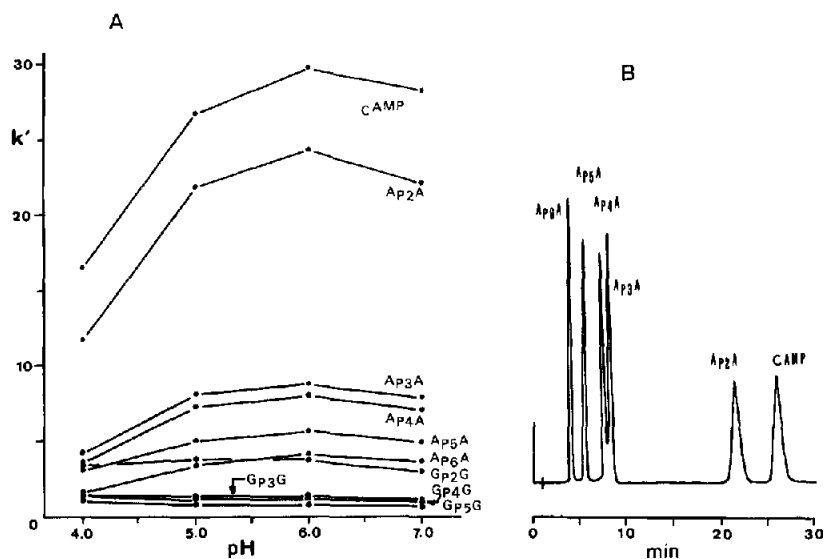 A
30
k'
20
10
0
4.0 5.0 6.0 7.0
pH
cAMP
AP2A
AP3A
AP4A
AP5A
AP6A
GP2G
GP3G
GP4G
GP5G
B
AP6A
AP5A
AP4A
AP3A
AP2A
cAMP
0 10 20 30
min